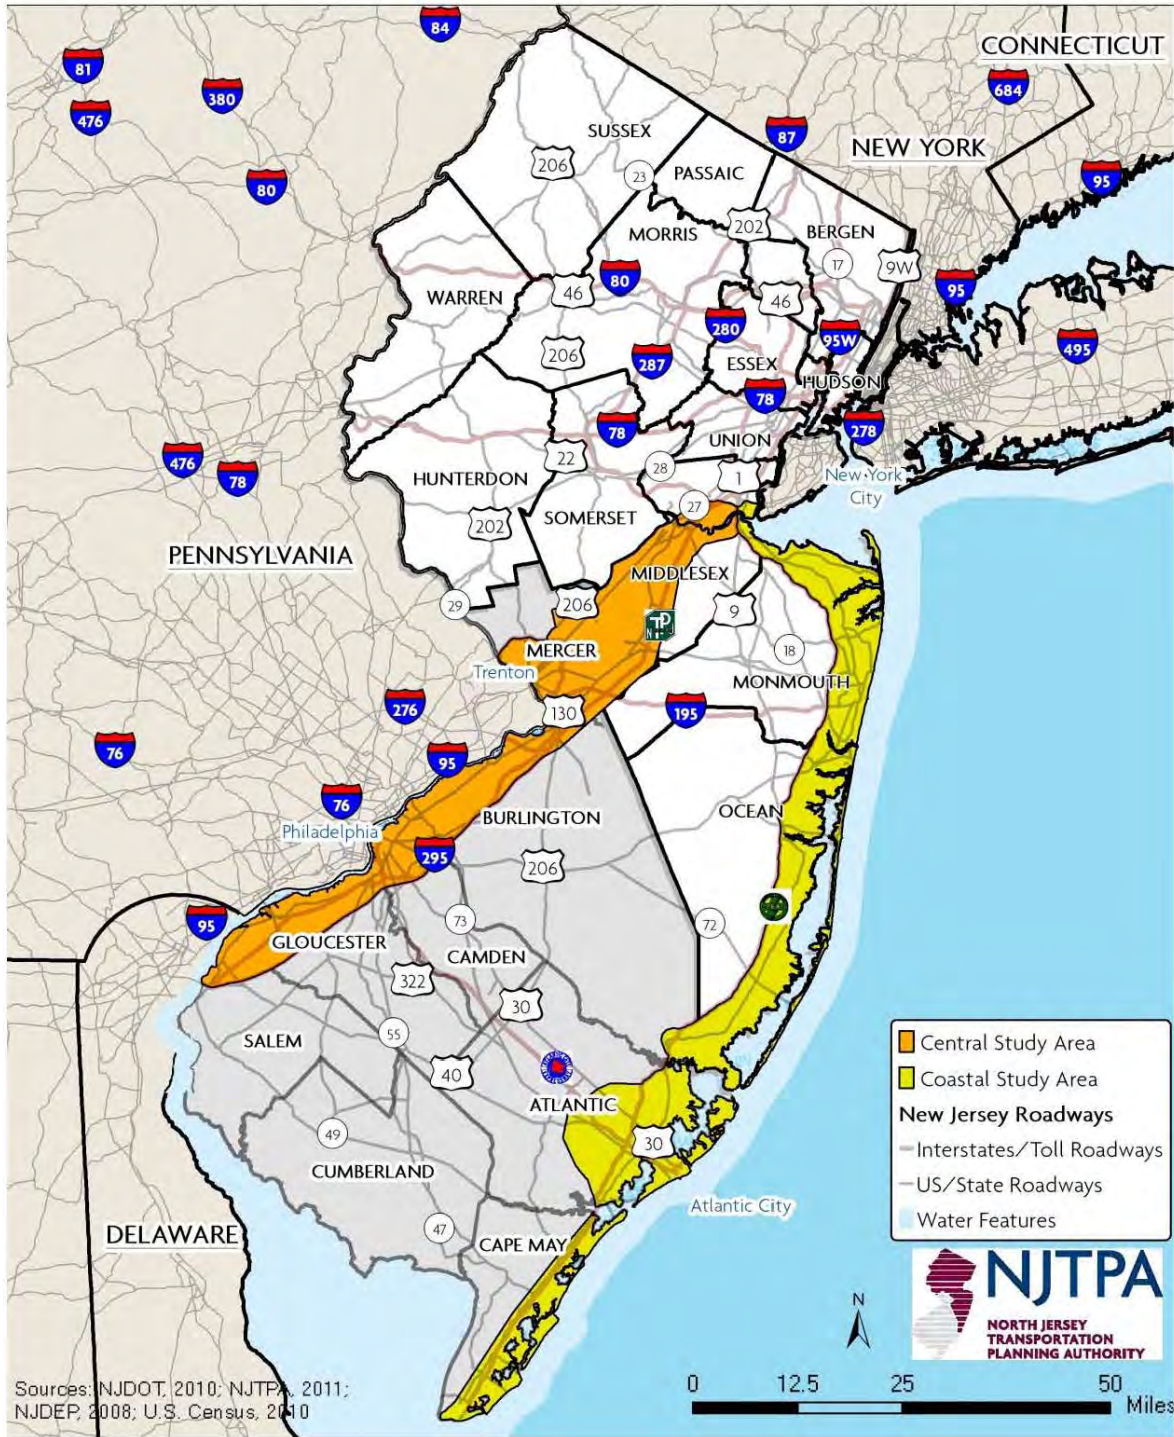 84
CONNECTICUT
81
684
380
476
87
SUSSEX
NEW YORK
206
23
PASSAIC
80
95
202
MORRIS
BERGEN
17
9W
80
46
95
WARREN
46
280
95W
206
287
495
ESSEX
HUDSON
78
78
278
UNION
22
28
476
78
HUNTERDON
1
New York
City
27
SOMERSET
202
PENNSYLVANIA
MIDDLESEX
29
206
9
TP
N J
MERCER
18
Trenton
MONMOUTH
276
130
195
76
95
76
OCEAN
BURLINGTON
Philadelphia
295
206
95
73
72
GLOUCESTER
CAMDEN
322
30
SALEM
55
40
Central Study Area
Coastal Study Area
ATLANTIC
New Jersey Roadways
49
30
Interstates/Toll Roadways
CUMBERLAND
US/State Roadways
Atlantic City
Water Features
DELAWARE
47
CAPE MAY
NJTPA
NORTH JERSEY
TRANSPORTATION
PLANNING AUTHORITY
N
Sources: NJDOT, 2010; NJTPA, 2011;
NJDEP, 2008; U.S. Census, 2010
0 12.5 25 50
Miles